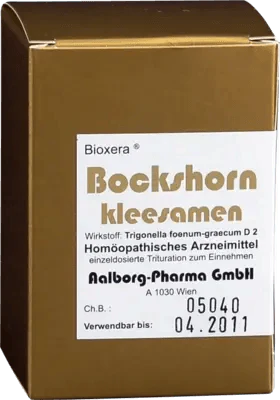 Bioxera ®
Bockshorn
kleesamen
Wirkstoff: Trigonella foenum-graecum D 2
Homöopathisches Arzneimittel
einzeldosierte Trituration zum Einnehmen
Aalborg-Pharma GmbH
A 1030 Wien
Ch.B. : 05040
Verwendbar bis: 04.2011